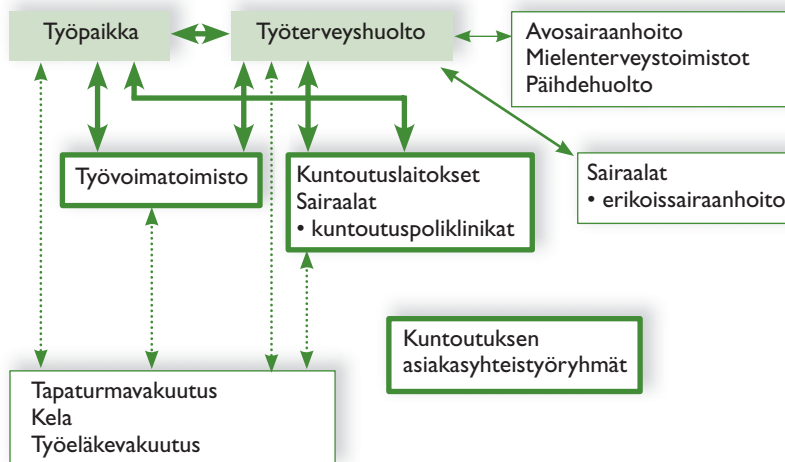 Työpaikka
Työterveyshuolto
Avosairaanhoito
Mielenterveystoimistot
Päihdehuolto
Työvoimatoimisto
Kuntoutuslaitokset
Sairaalat
• kuntoutuspoliklinikat
Sairaalat
• erikoissairaanhoito
Kuntoutuksen
asiakasyhteistyöryhmät
Tapaturmavakuutus
Kela
Työeläkevakuutus